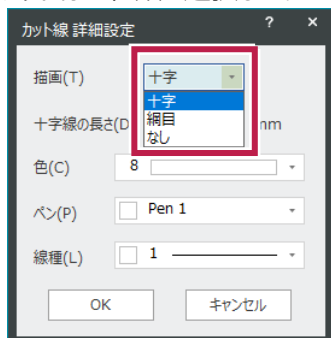 カット線 詳細設定 ? ×
描画(T) 十字
十字
網目
なし
十字線の長さ(D mm
色(C) 8
ペン(P) Pen 1
線種(L) 1
OK キャンセル